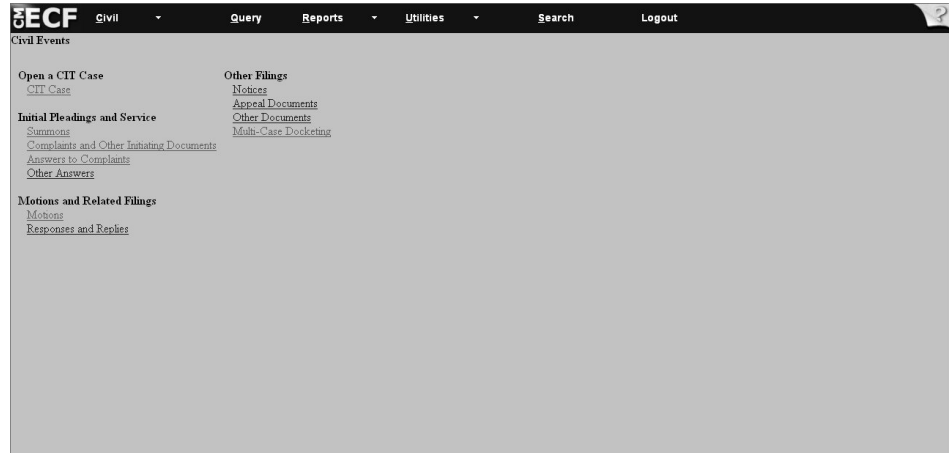 CM ECF Civil Query Reports Utilities Search Logout ?
Civil Events
Open a CIT Case
CIT Case
Initial Pleadings and Service
Summons
Complaints and Other Initiating Documents
Answers to Complaints
Other Answers
Motions and Related Filings
Motions
Responses and Replies
Other Filings
Notices
Appeal Documents
Other Documents
Multi-Case Docketing